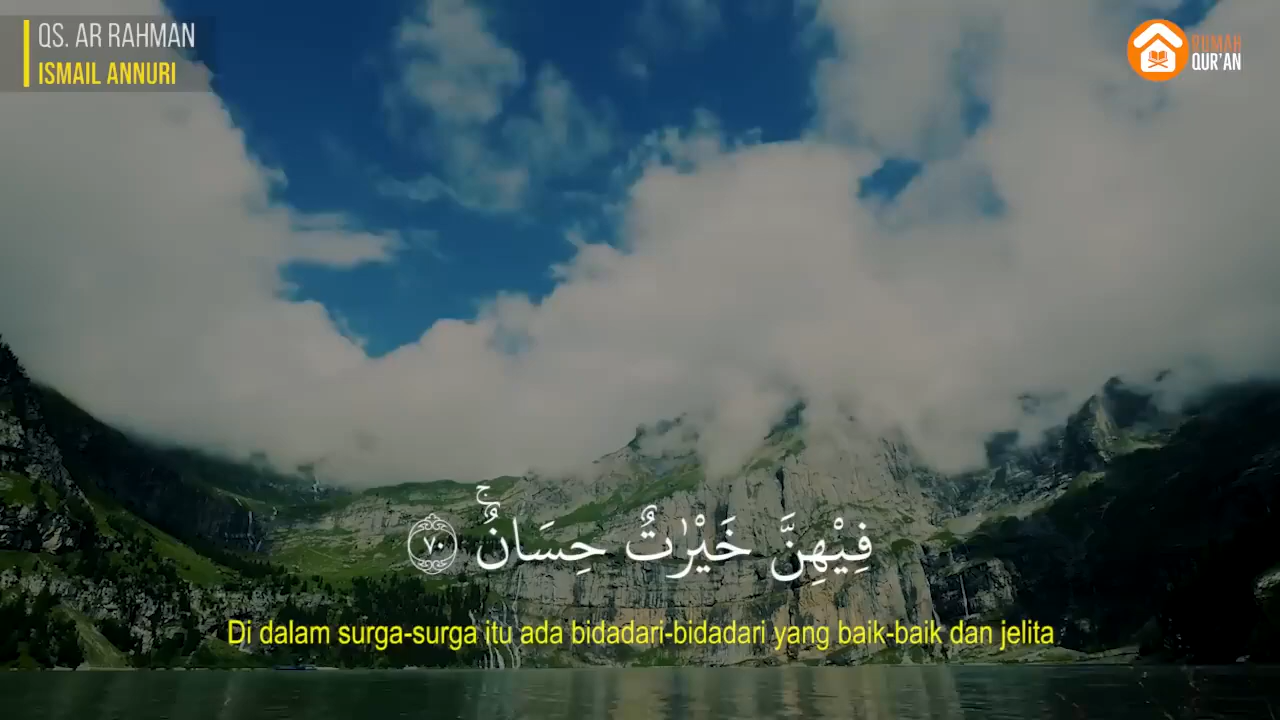 QS. AR RAHMAN
ISMAIL ANNURI
RUMAH
QUR'AN
فِيْهِنَّ خَيْرٰتٌ حِسَانٌۚ ٧٠
Di dalam surga-surga itu ada bidadari-bidadari yang baik-baik dan jelita